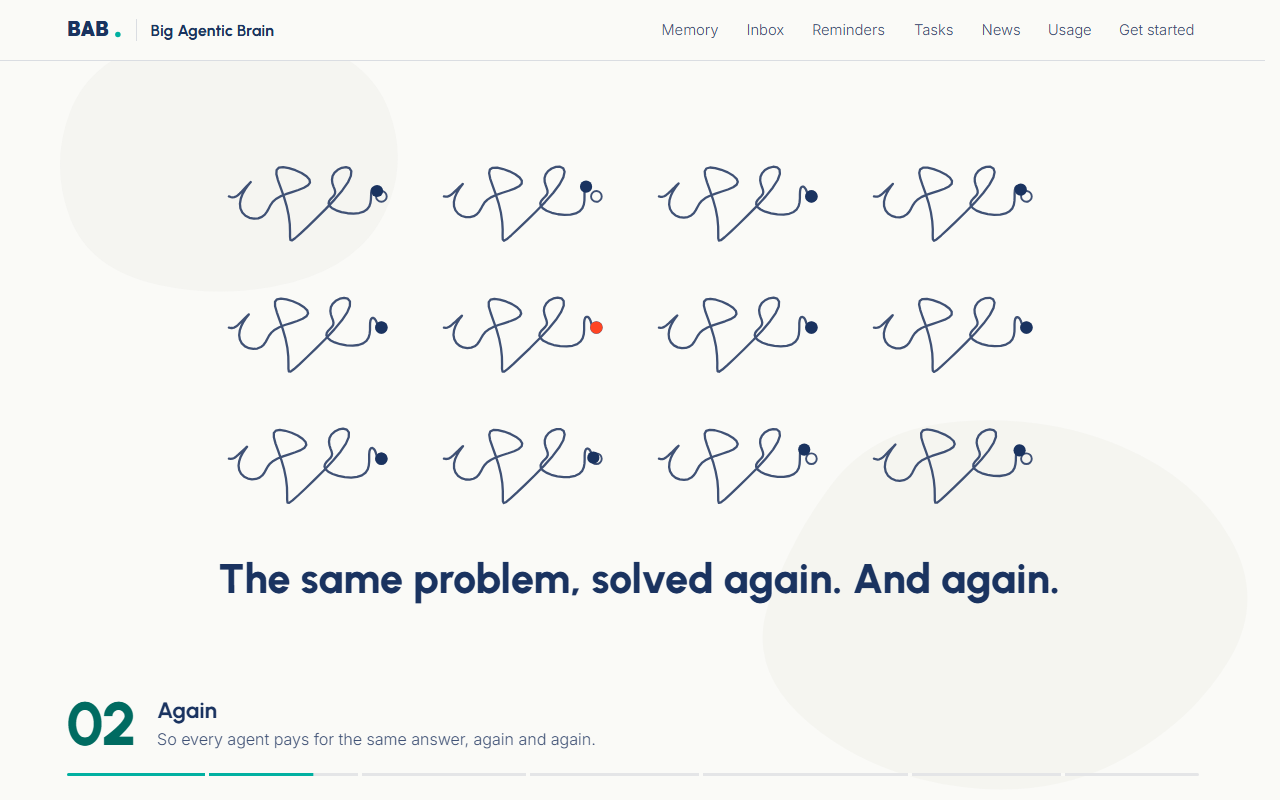 BAB.
Big Agentic Brain
Memory Inbox Reminders Tasks News Usage Get started
The same problem, solved again. And again.
02
Again
So every agent pays for the same answer, again and again.